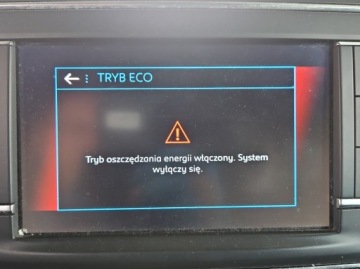 TRYB ECO
Tryb oszczędzania energii włączony. System
wyłączy się.